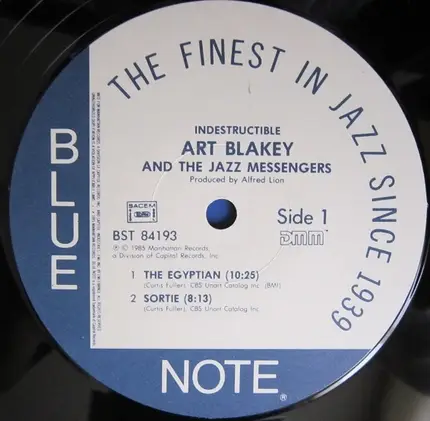 THE FINEST IN JAZZ SINCE 1939
BLUE
NOTE
®
INDESTRUCTIBLE
ART BLAKEY
AND THE JAZZ MESSENGERS
Produced by Alfred Lion
BIEM
SACEM
BST 84193
Side 1
DMM
℗ © 1985 Manhattan Records,
a Division of Capitol Records, Inc.
1 THE EGYPTIAN (10:25)
(Curtis Fuller), CBS Unart Catalog Inc. (BMI)
2 SORTIE (8:13)
(Curtis Fuller), CBS Unart Catalog Inc.